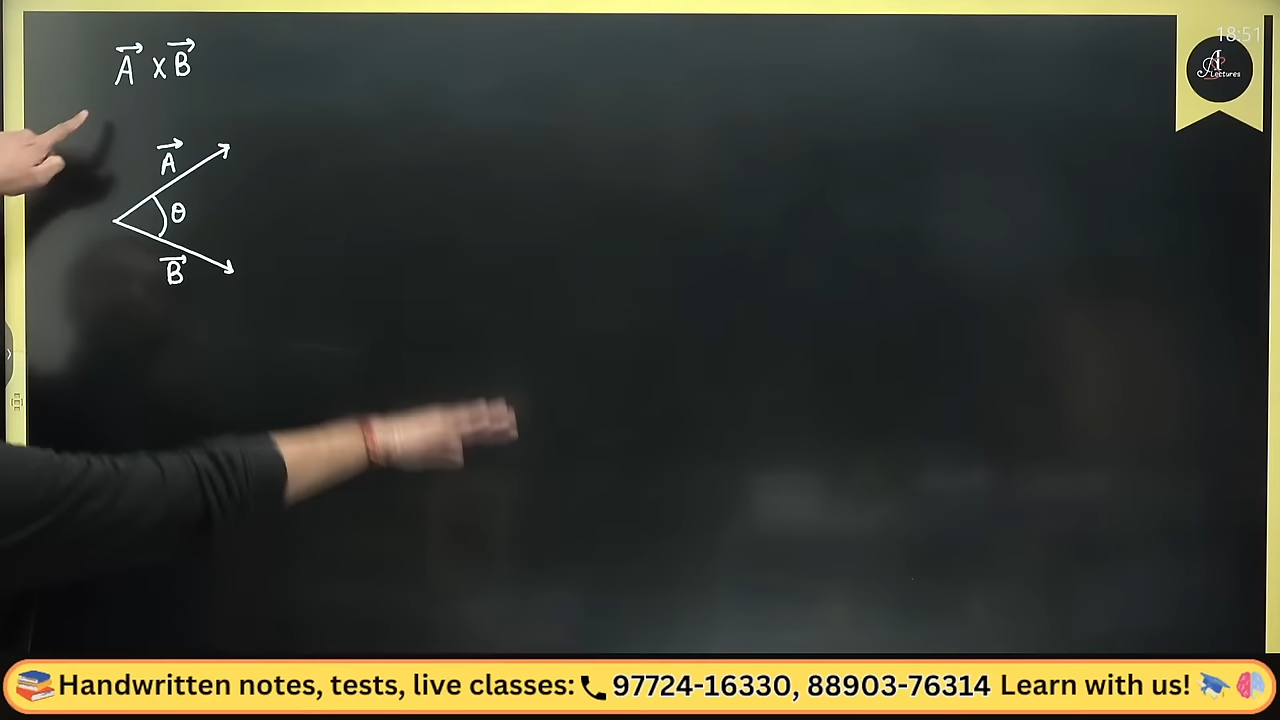 18:51
A Lectures
A⃗ × B⃗
A⃗
θ
B⃗
Handwritten notes, tests, live classes: 97724-16330, 88903-76314 Learn with us!